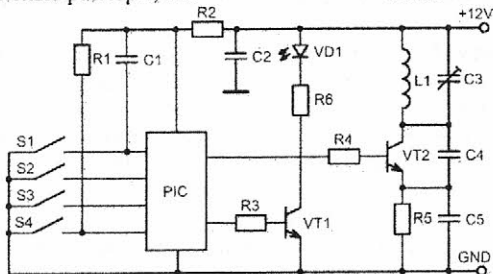 +12V
R2
R1
C1
C2
VD1
L1
C3
R6
S1
R4
S2
PIC
VT2
C4
S3
R3
S4
VT1
R5
C5
GND